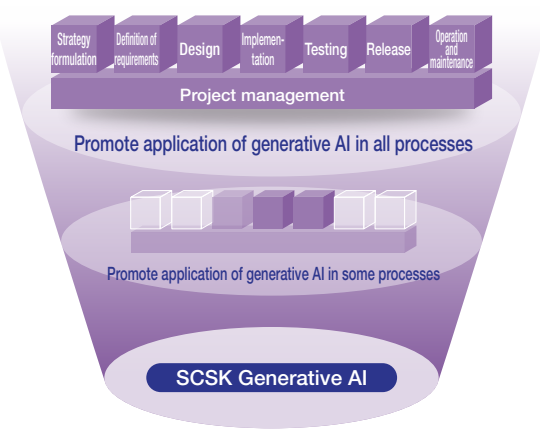 Strategy
formulation
Definition of
requirements
Design
Implemen-
tation
Testing
Release
Operation
and
maintenance
Project management
Promote application of generative AI in all processes
Promote application of generative AI in some processes
SCSK Generative AI